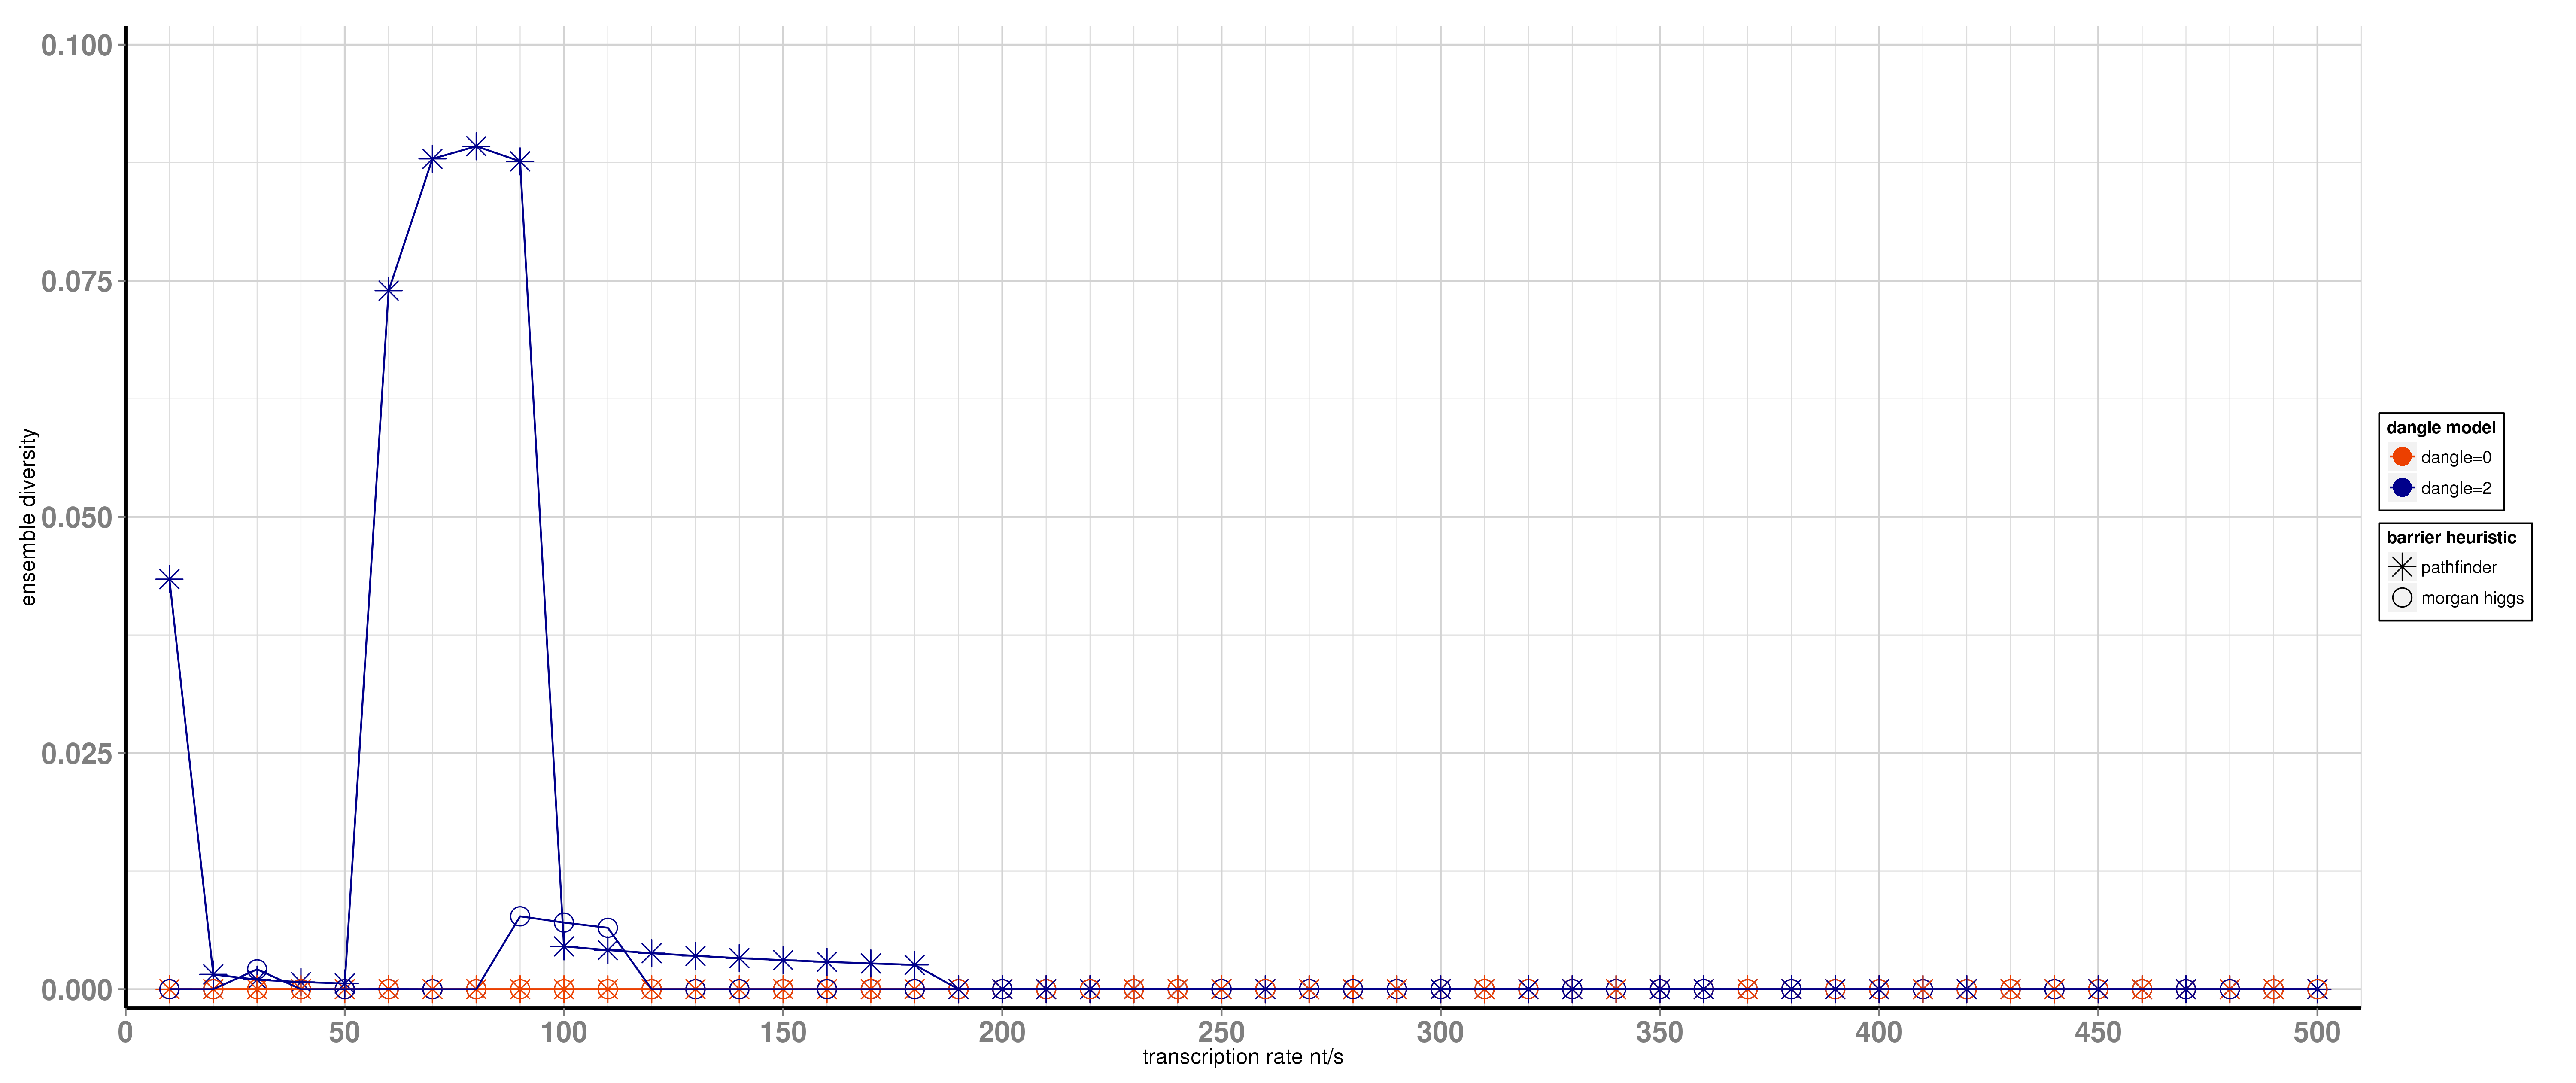 0.100
0.075
0.050
0.025
0.000
ensemble diversity
0 50 100 150 200 250 300 350 400 450 500
transcription rate nt/s
dangle model
dangle=0
dangle=2
barrier heuristic
pathfinder
morgan higgs